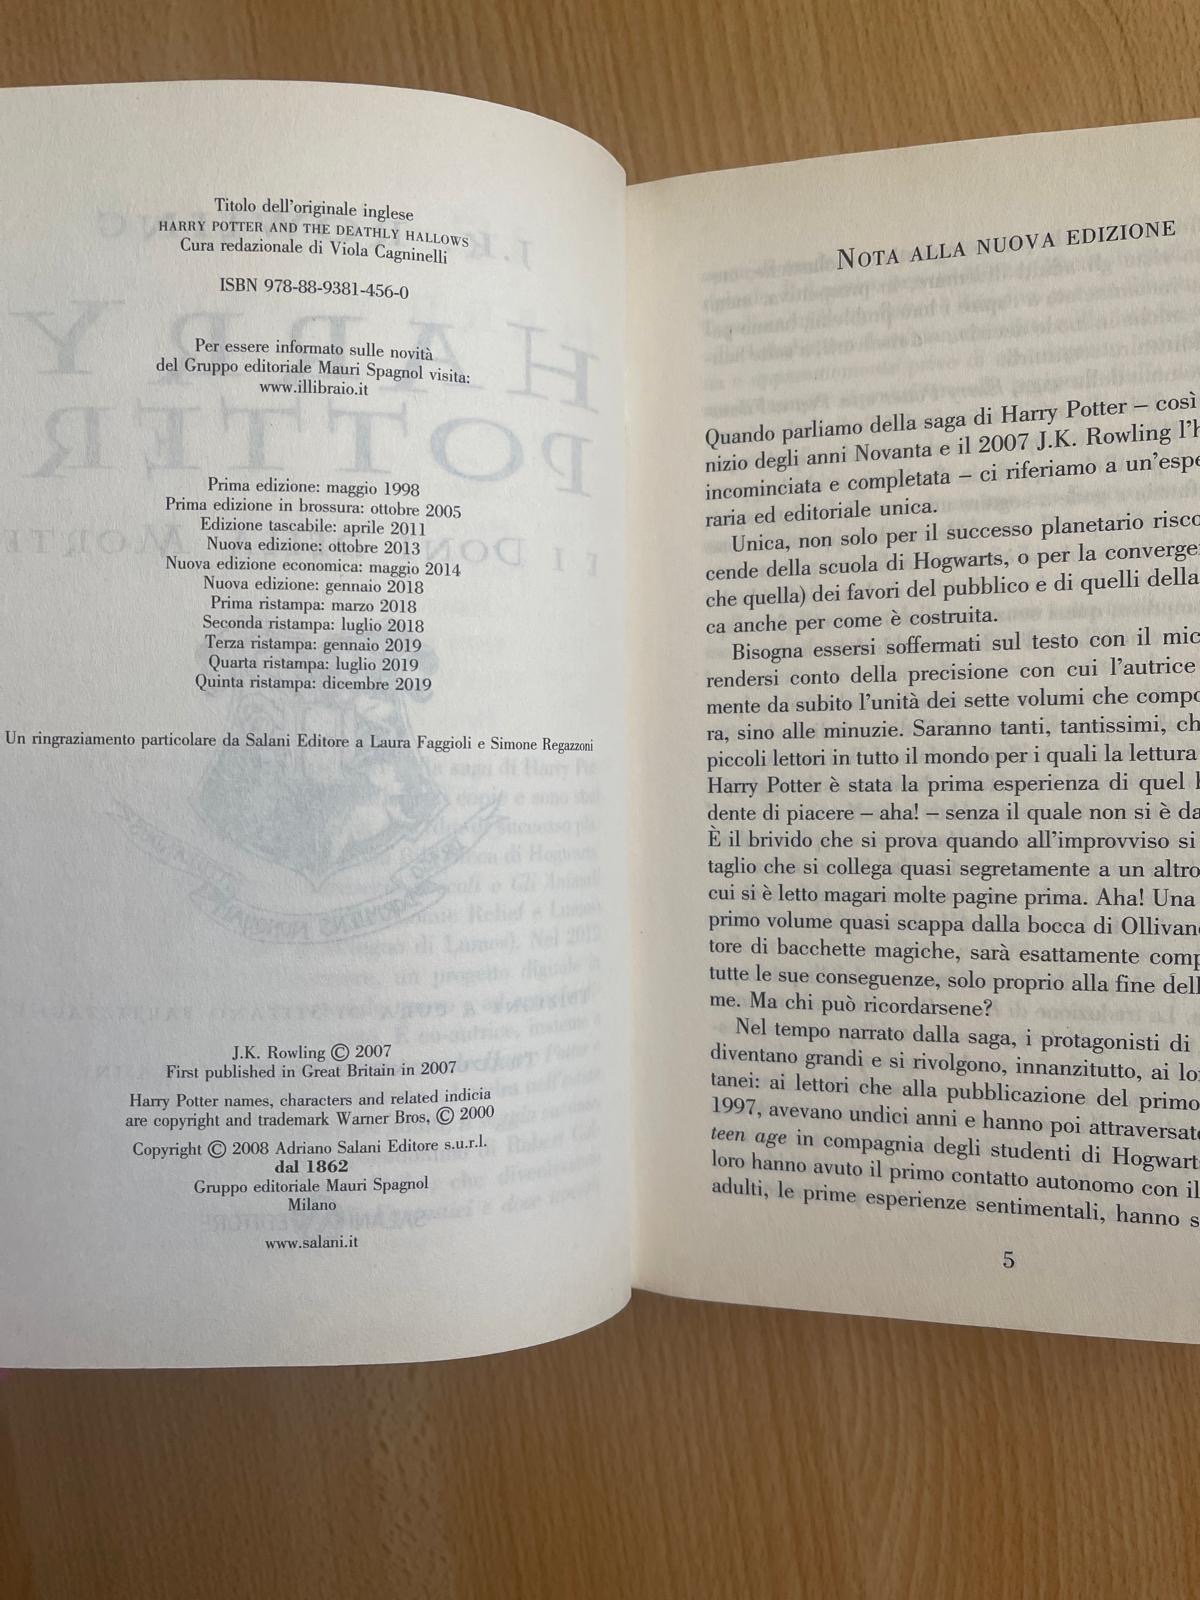 Titolo dell'originale inglese
HARRY POTTER AND THE DEATHLY HALLOWS
Cura redazionale di Viola Cagninelli
ISBN 978-88-9381-456-0
Per essere informato sulle novità
del Gruppo editoriale Mauri Spagnol visita:
www.illibraio.it
Prima edizione: maggio 1998
Prima edizione in brossura: ottobre 2005
Edizione tascabile: aprile 2011
Nuova edizione: ottobre 2013
Nuova edizione economica: maggio 2014
Nuova edizione: gennaio 2018
Prima ristampa: marzo 2018
Seconda ristampa: luglio 2018
Terza ristampa: gennaio 2019
Quarta ristampa: luglio 2019
Quinta ristampa: dicembre 2019
Un ringraziamento particolare da Salani Editore a Laura Faggioli e Simone Regazzoni
J.K. Rowling © 2007
First published in Great Britain in 2007
Harry Potter names, characters and related indicia
are copyright and trademark Warner Bros, © 2000
Copyright © 2008 Adriano Salani Editore s.u.r.l.
dal 1862
Gruppo editoriale Mauri Spagnol
Milano
www.salani.it
NOTA ALLA NUOVA EDIZIONE
Quando parliamo della saga di Harry Potter – così
nizio degli anni Novanta e il 2007 J.K. Rowling l'h
incominciata e completata – ci riferiamo a un'espe
raria ed editoriale unica.
Unica, non solo per il successo planetario risco
cende della scuola di Hogwarts, o per la converge
che quella) dei favori del pubblico e di quelli della
ca anche per come è costruita.
Bisogna essersi soffermati sul testo con il mic
rendersi conto della precisione con cui l'autrice
mente da subito l'unità dei sette volumi che compo
ra, sino alle minuzie. Saranno tanti, tantissimi, ch
piccoli lettori in tutto il mondo per i quali la lettura
Harry Potter è stata la prima esperienza di quel
dente di piacere – aha! – senza il quale non si è da
È il brivido che si prova quando all'improvviso si
taglio che si collega quasi segretamente a un altro
cui si è letto magari molte pagine prima. Aha! Una
primo volume quasi scappa dalla bocca di Ollivan
tore di bacchette magiche, sarà esattamente comp
tutte le sue conseguenze, solo proprio alla fine dell
me. Ma chi può ricordarsene?
Nel tempo narrato dalla saga, i protagonisti di
diventano grandi e si rivolgono, innanzitutto, ai lo
tanei: ai lettori che alla pubblicazione del primo
1997, avevano undici anni e hanno poi attraversat
teen age in compagnia degli studenti di Hogwart
loro hanno avuto il primo contatto autonomo con il
adulti, le prime esperienze sentimentali, hanno s
5